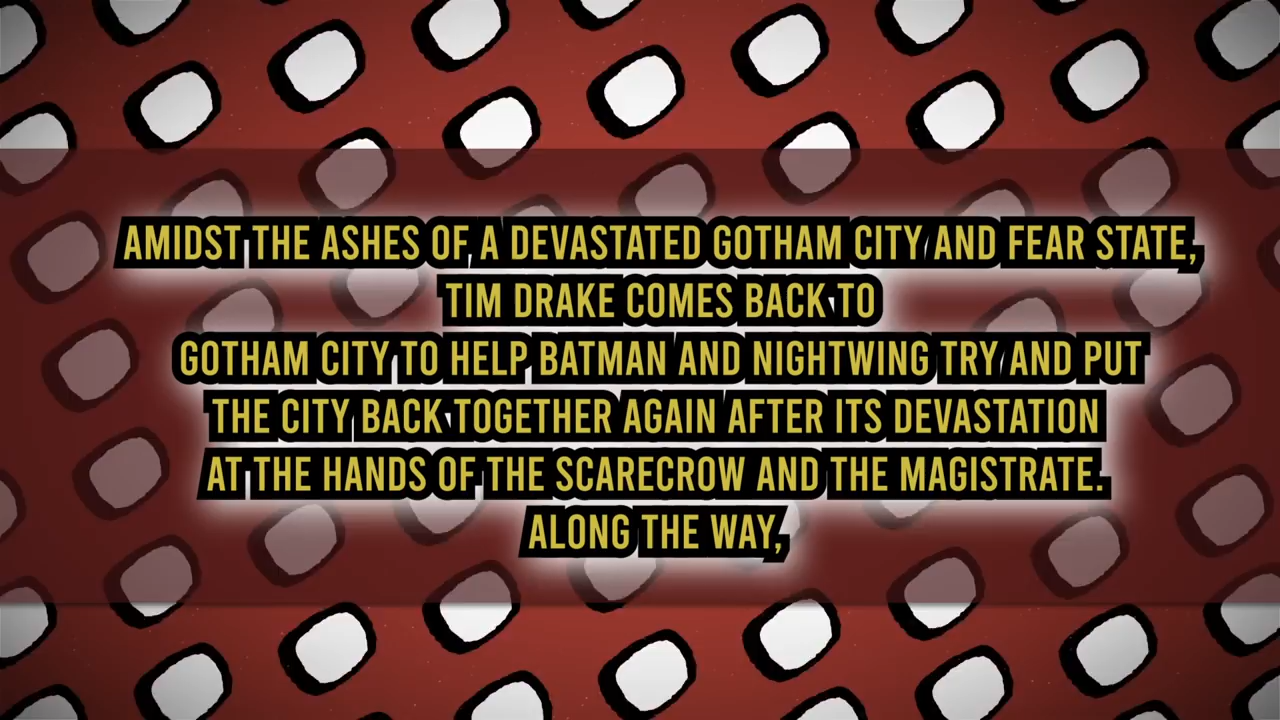 AMIDST THE ASHES OF A DEVASTATED GOTHAM CITY AND FEAR STATE,
TIM DRAKE COMES BACK TO
GOTHAM CITY TO HELP BATMAN AND NIGHTWING TRY AND PUT
THE CITY BACK TOGETHER AGAIN AFTER ITS DEVASTATION
AT THE HANDS OF THE SCARECROW AND THE MAGISTRATE.
ALONG THE WAY,